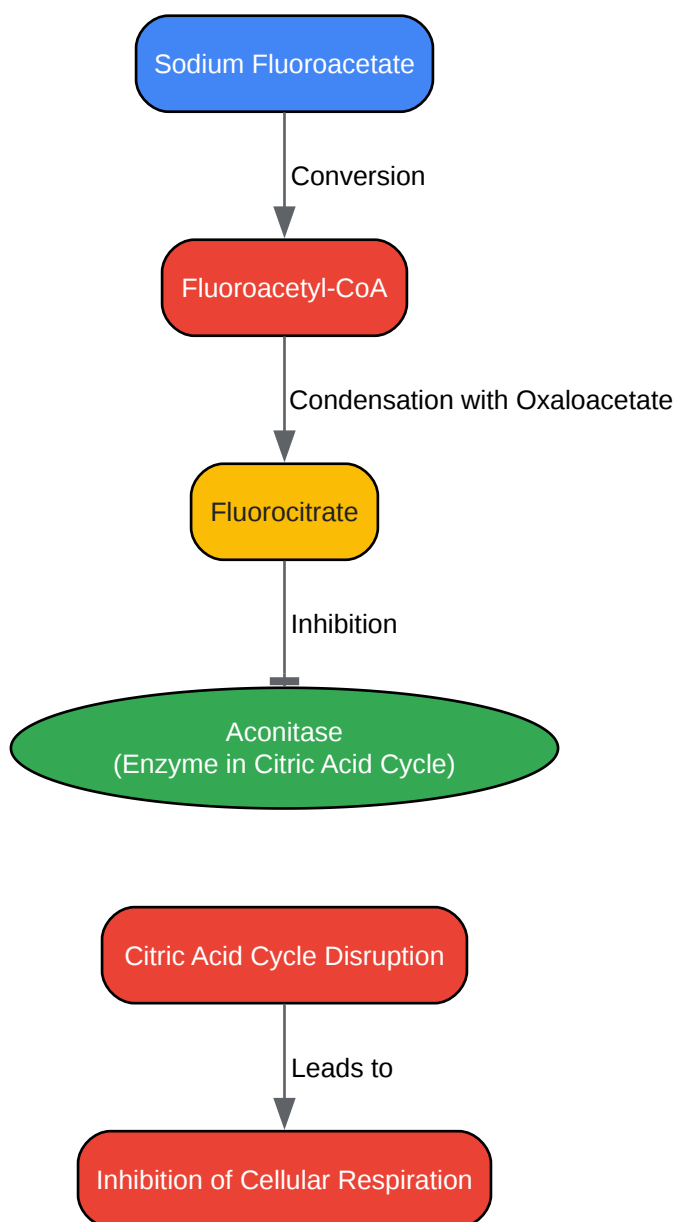 Sodium Fluoroacetate
Conversion
Fluoroacetyl-CoA
Condensation with Oxaloacetate
Fluorocitrate
Inhibition
Aconitase
(Enzyme in Citric Acid Cycle)
Citric Acid Cycle Disruption
Leads to
Inhibition of Cellular Respiration